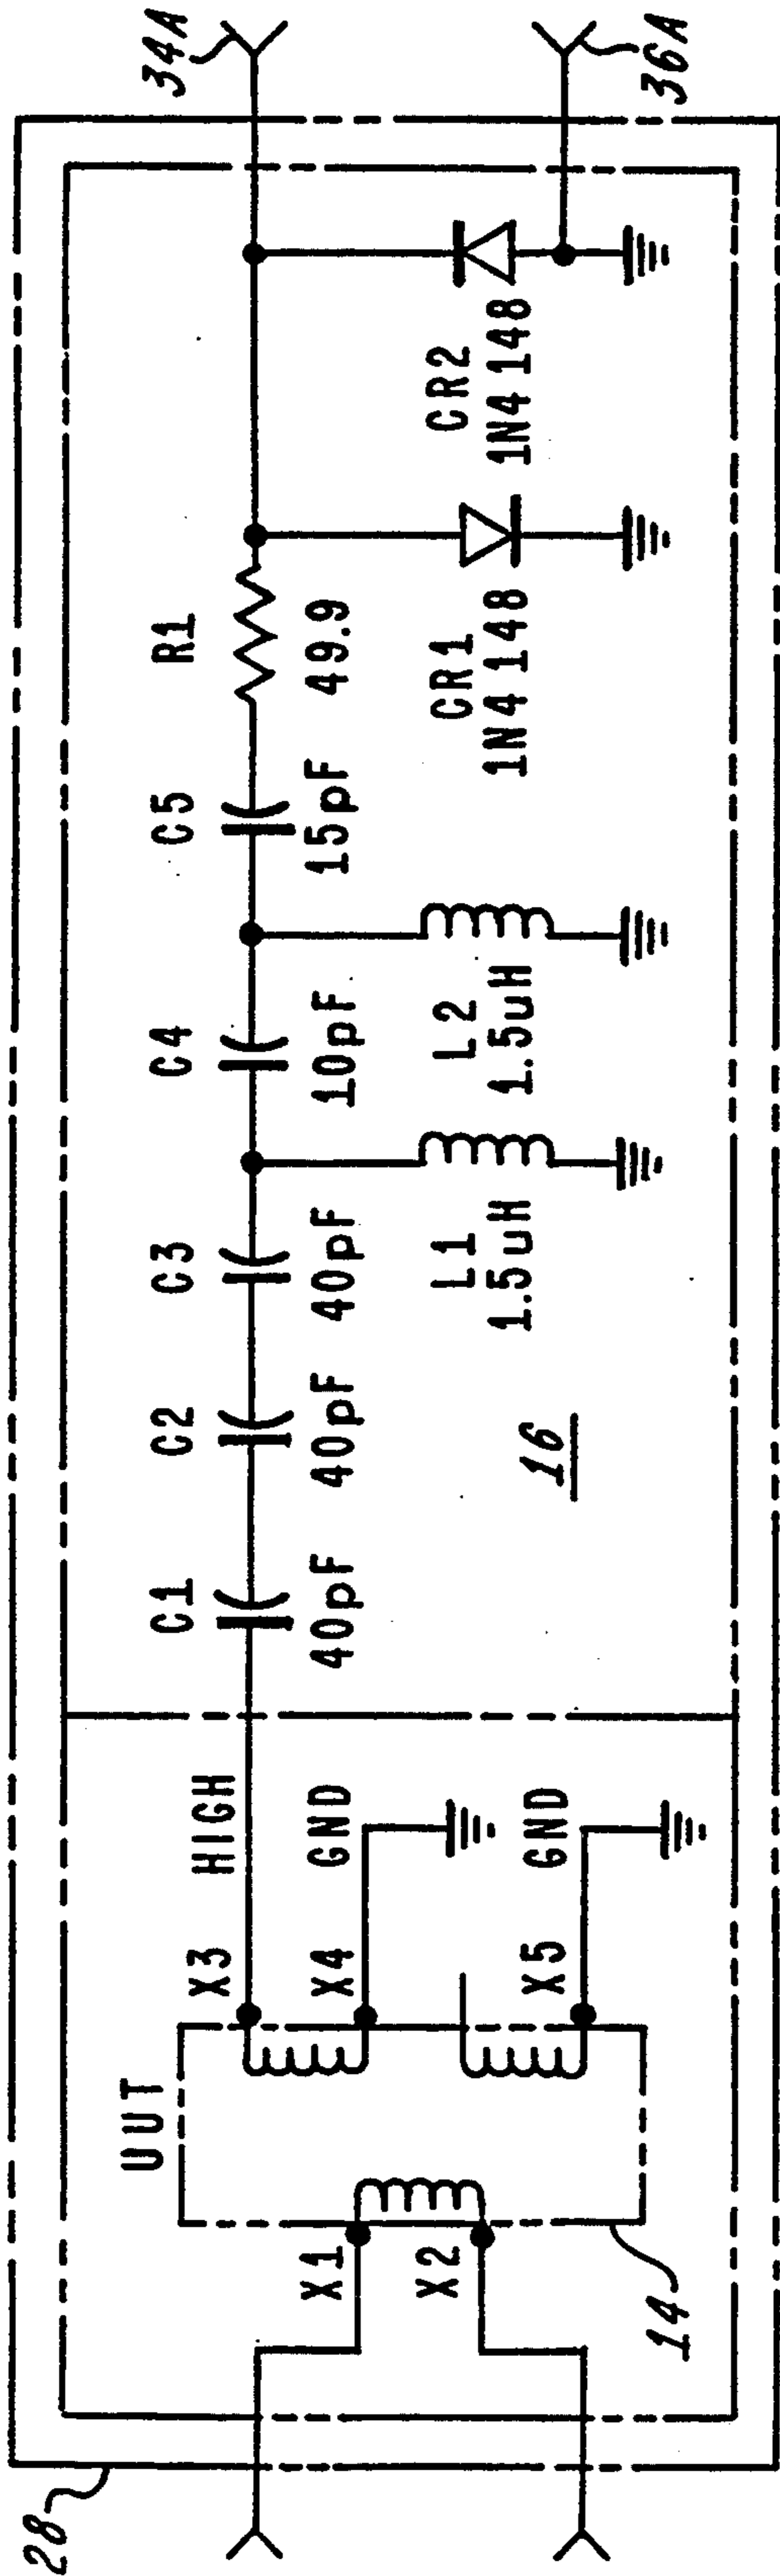 28
UUT
X1
X2
X3
X4
X5
HIGH
GND
GND
14
C1
40pF
C2
40pF
C3
40pF
C4
10pF
C5
15pF
R1
49.9
L1
1.5uH
L2
1.5uH
CR1
1N4148
CR2
1N4148
16
34A
36A